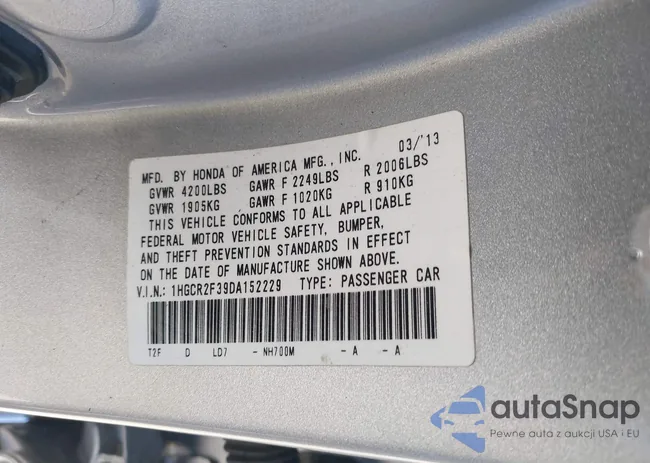 MFD. BY HONDA OF AMERICA MFG., INC. 03/'13
GVWR 4200LBS GAWR F 2249LBS R 2006LBS
GVWR 1905KG GAWR F 1020KG R 910KG
THIS VEHICLE CONFORMS TO ALL APPLICABLE
FEDERAL MOTOR VEHICLE SAFETY, BUMPER,
AND THEFT PREVENTION STANDARDS IN EFFECT
ON THE DATE OF MANUFACTURE SHOWN ABOVE.
V.I.N.: 1HGCR2F39DA152229 TYPE: PASSENGER CAR
T2F D LD7 - NH700M - A - A
autaSnap
Pewne auta z aukcji USA i EU